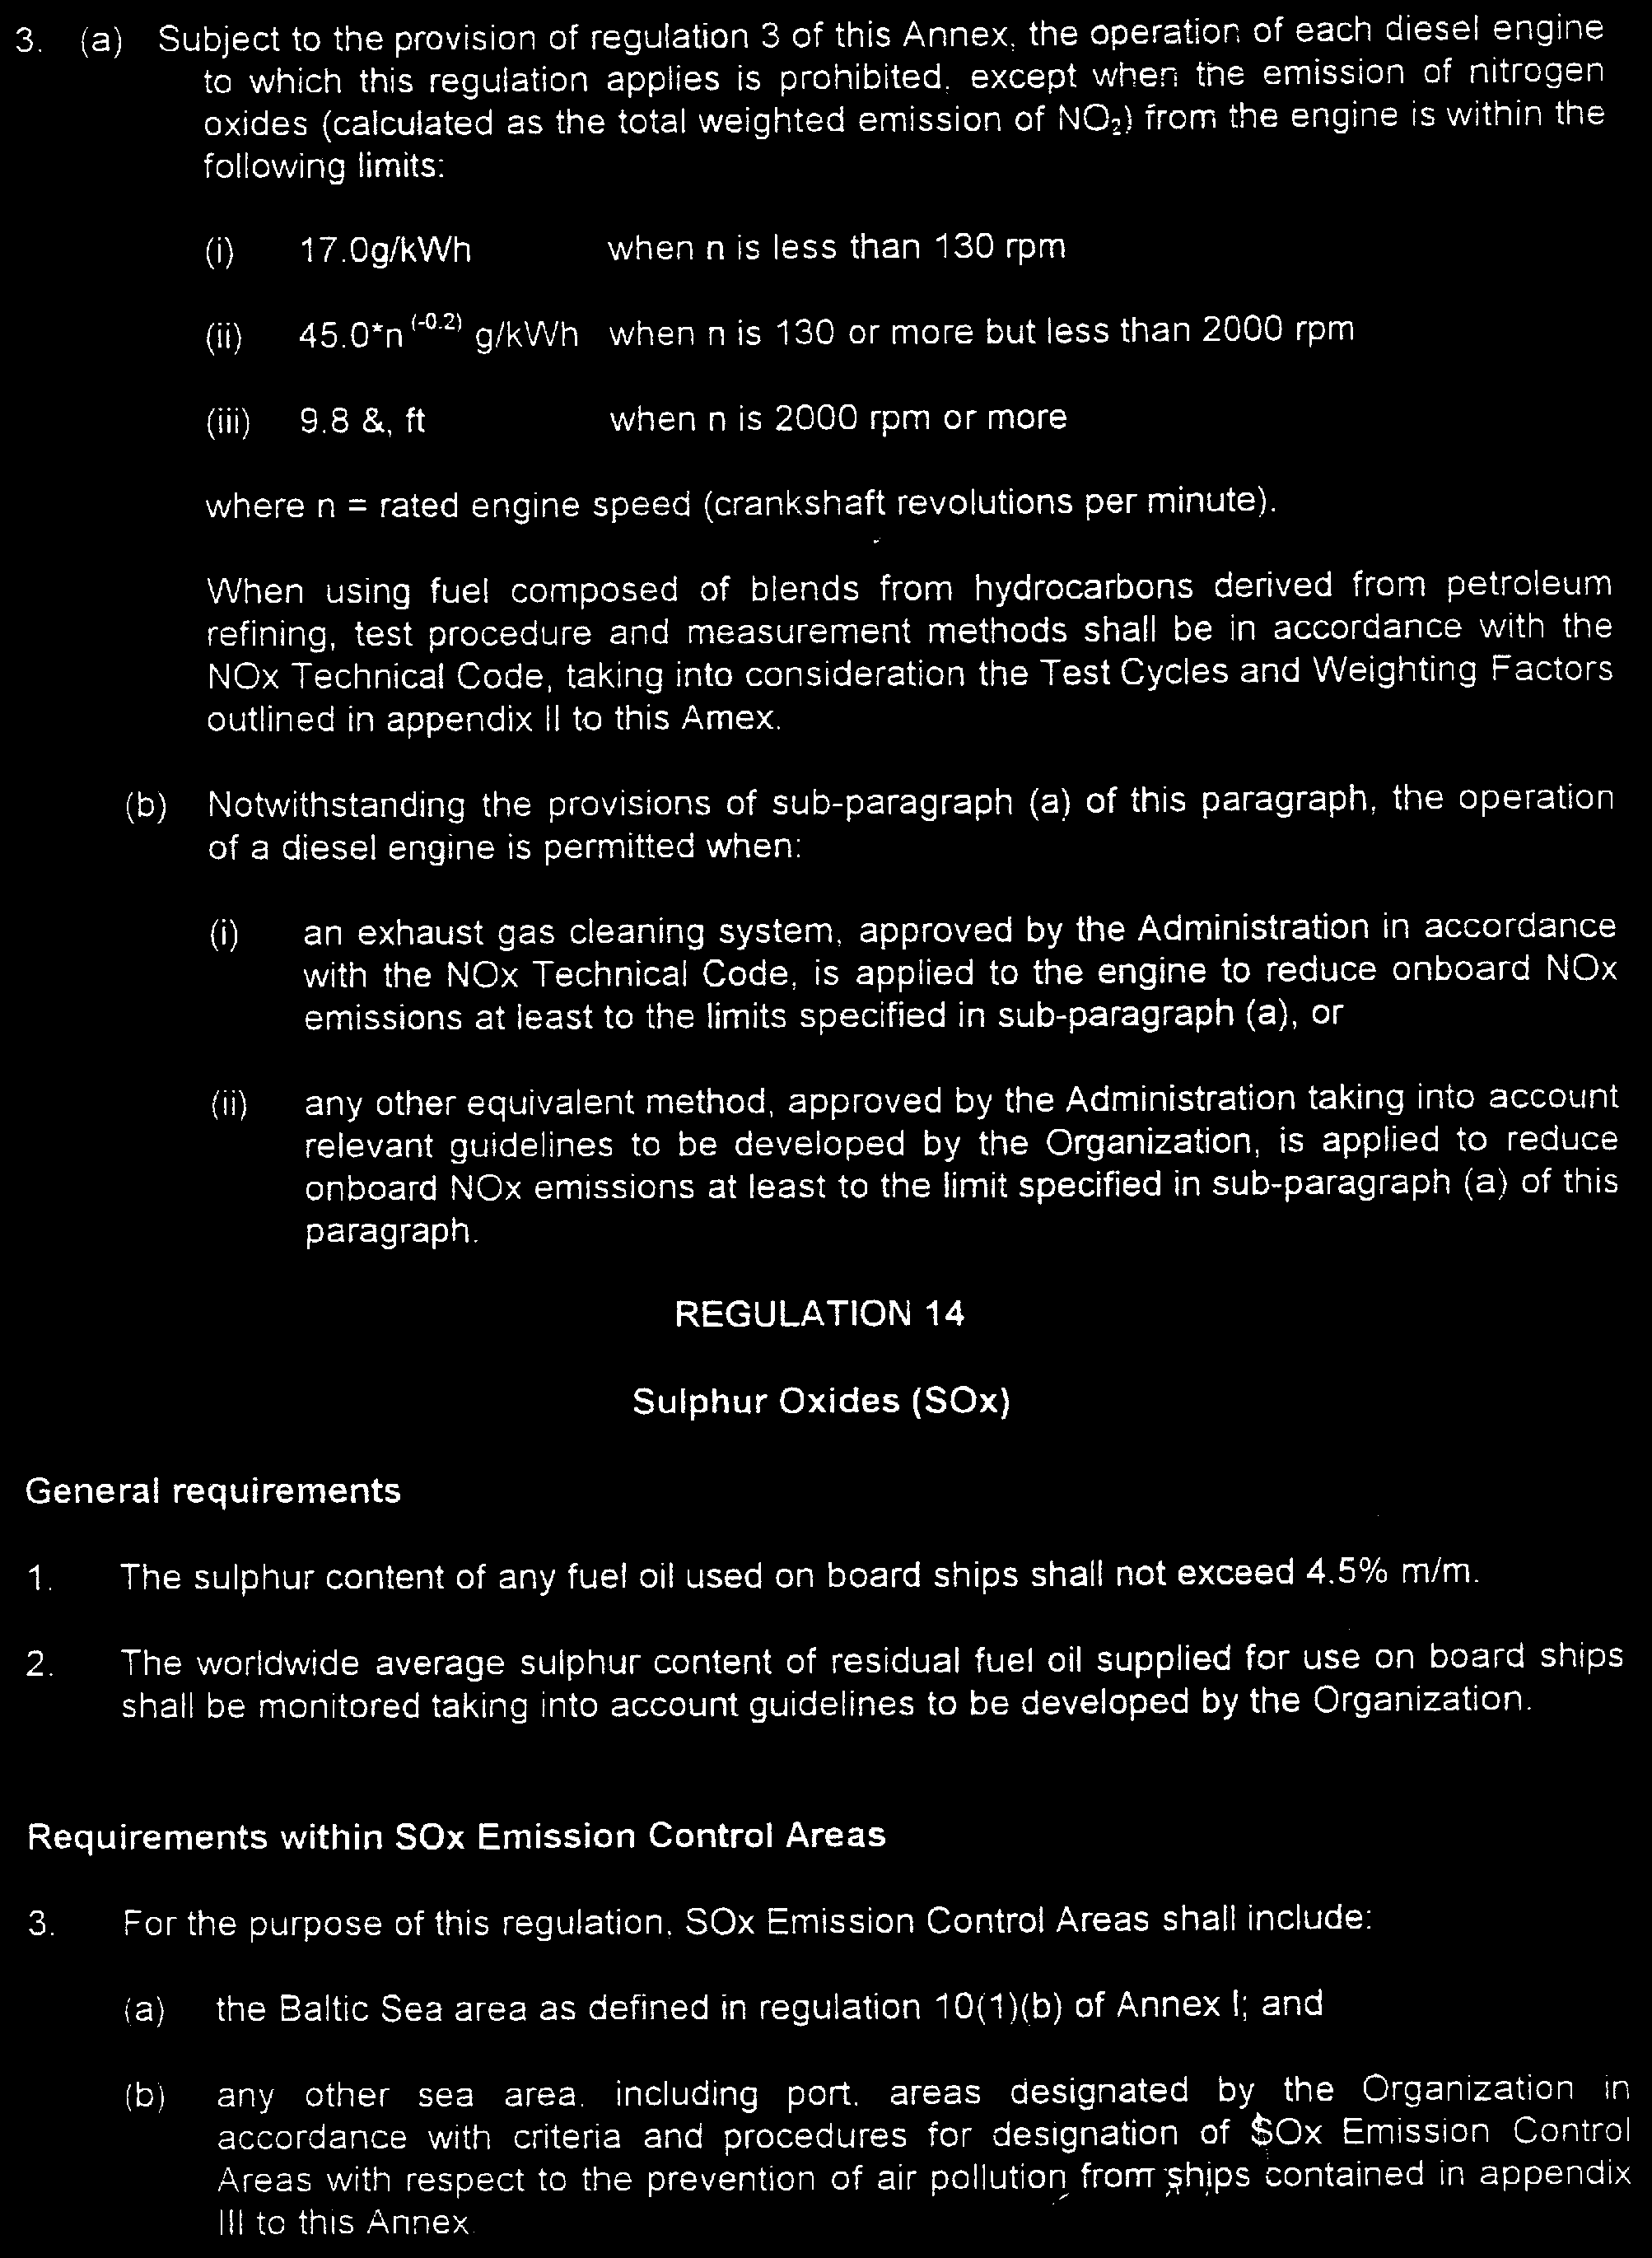 3. (a) Subject to the provision of regulation 3 of this Annex, the operation of each diesel engine
to which this regulation applies is prohibited, except when the emission of nitrogen
oxides (calculated as the total weighted emission of NO₂) from the engine is within the
following limits:
(i) 17.0g/kWh when n is less than 130 rpm
(ii) 45.0*n⁽⁻⁰·²⁾ g/kWh when n is 130 or more but less than 2000 rpm
(iii) 9.8 &, ft when n is 2000 rpm or more
where n = rated engine speed (crankshaft revolutions per minute).
When using fuel composed of blends from hydrocarbons derived from petroleum
refining, test procedure and measurement methods shall be in accordance with the
NOx Technical Code, taking into consideration the Test Cycles and Weighting Factors
outlined in appendix II to this Amex.
(b) Notwithstanding the provisions of sub-paragraph (a) of this paragraph, the operation
of a diesel engine is permitted when:
(i) an exhaust gas cleaning system, approved by the Administration in accordance
with the NOx Technical Code, is applied to the engine to reduce onboard NOx
emissions at least to the limits specified in sub-paragraph (a), or
(ii) any other equivalent method, approved by the Administration taking into account
relevant guidelines to be developed by the Organization, is applied to reduce
onboard NOx emissions at least to the limit specified in sub-paragraph (a) of this
paragraph.
REGULATION 14
Sulphur Oxides (SOx)
General requirements
1. The sulphur content of any fuel oil used on board ships shall not exceed 4.5% m/m.
2. The worldwide average sulphur content of residual fuel oil supplied for use on board ships
shall be monitored taking into account guidelines to be developed by the Organization.
Requirements within SOx Emission Control Areas
3. For the purpose of this regulation, SOx Emission Control Areas shall include:
(a) the Baltic Sea area as defined in regulation 10(1)(b) of Annex I; and
(b) any other sea area, including port, areas designated by the Organization in
accordance with criteria and procedures for designation of SOx Emission Control
Areas with respect to the prevention of air pollution from ships contained in appendix
III to this Annex.